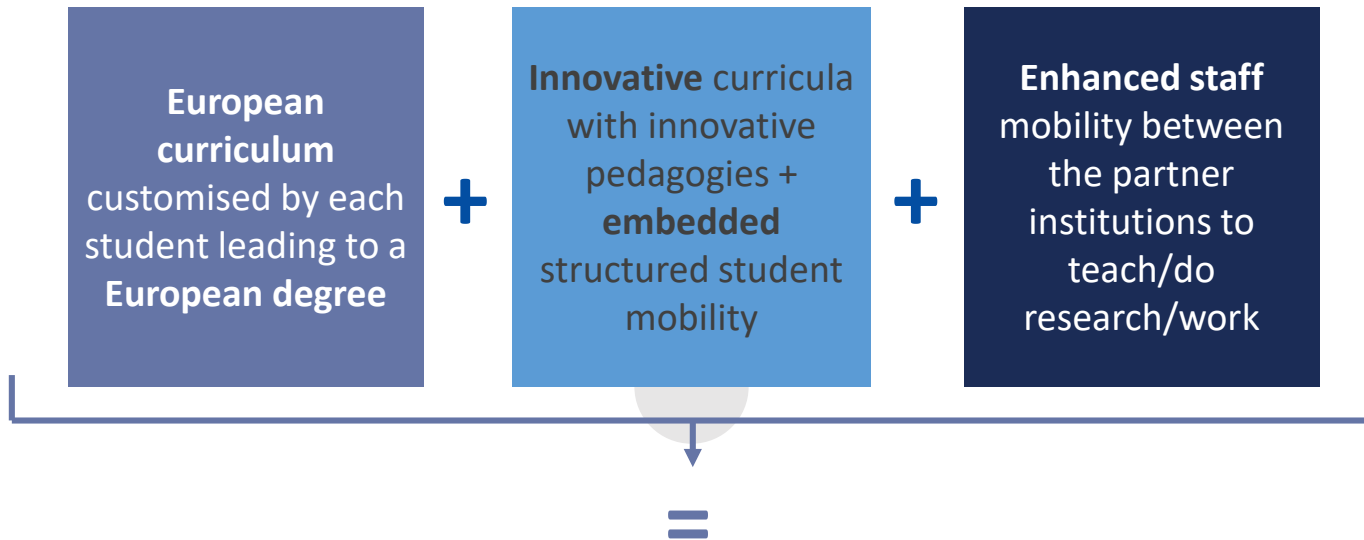 European
curriculum
customised by each
student leading to a
European degree
+
Innovative curricula
with innovative
pedagogies +
embedded
structured student
mobility
+
Enhanced staff
mobility between
the partner
institutions to
teach/do
research/work
=